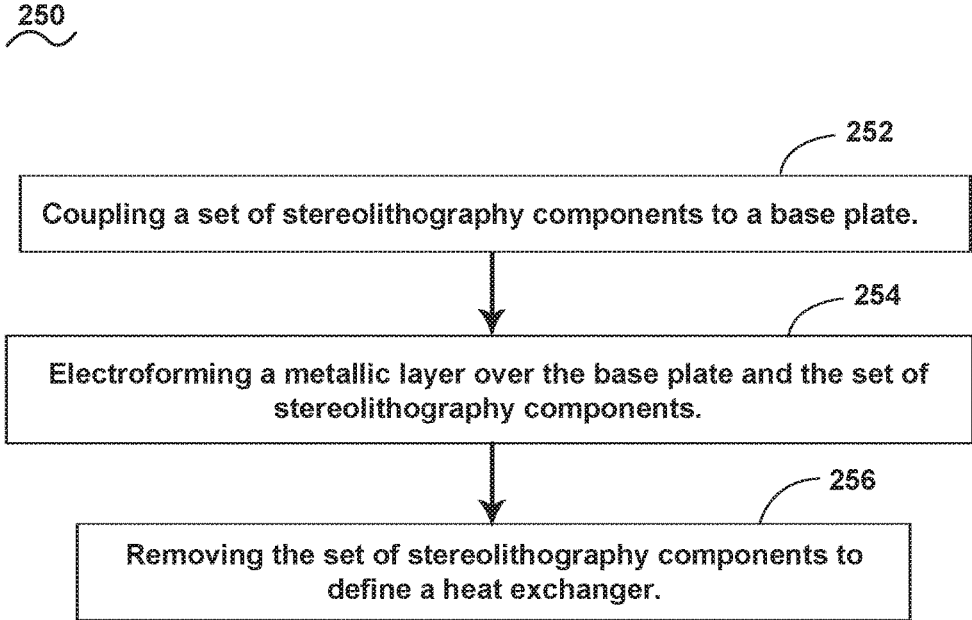 250
252
Coupling a set of stereolithography components to a base plate.
254
Electroforming a metallic layer over the base plate and the set of
stereolithography components.
256
Removing the set of stereolithography components to
define a heat exchanger.